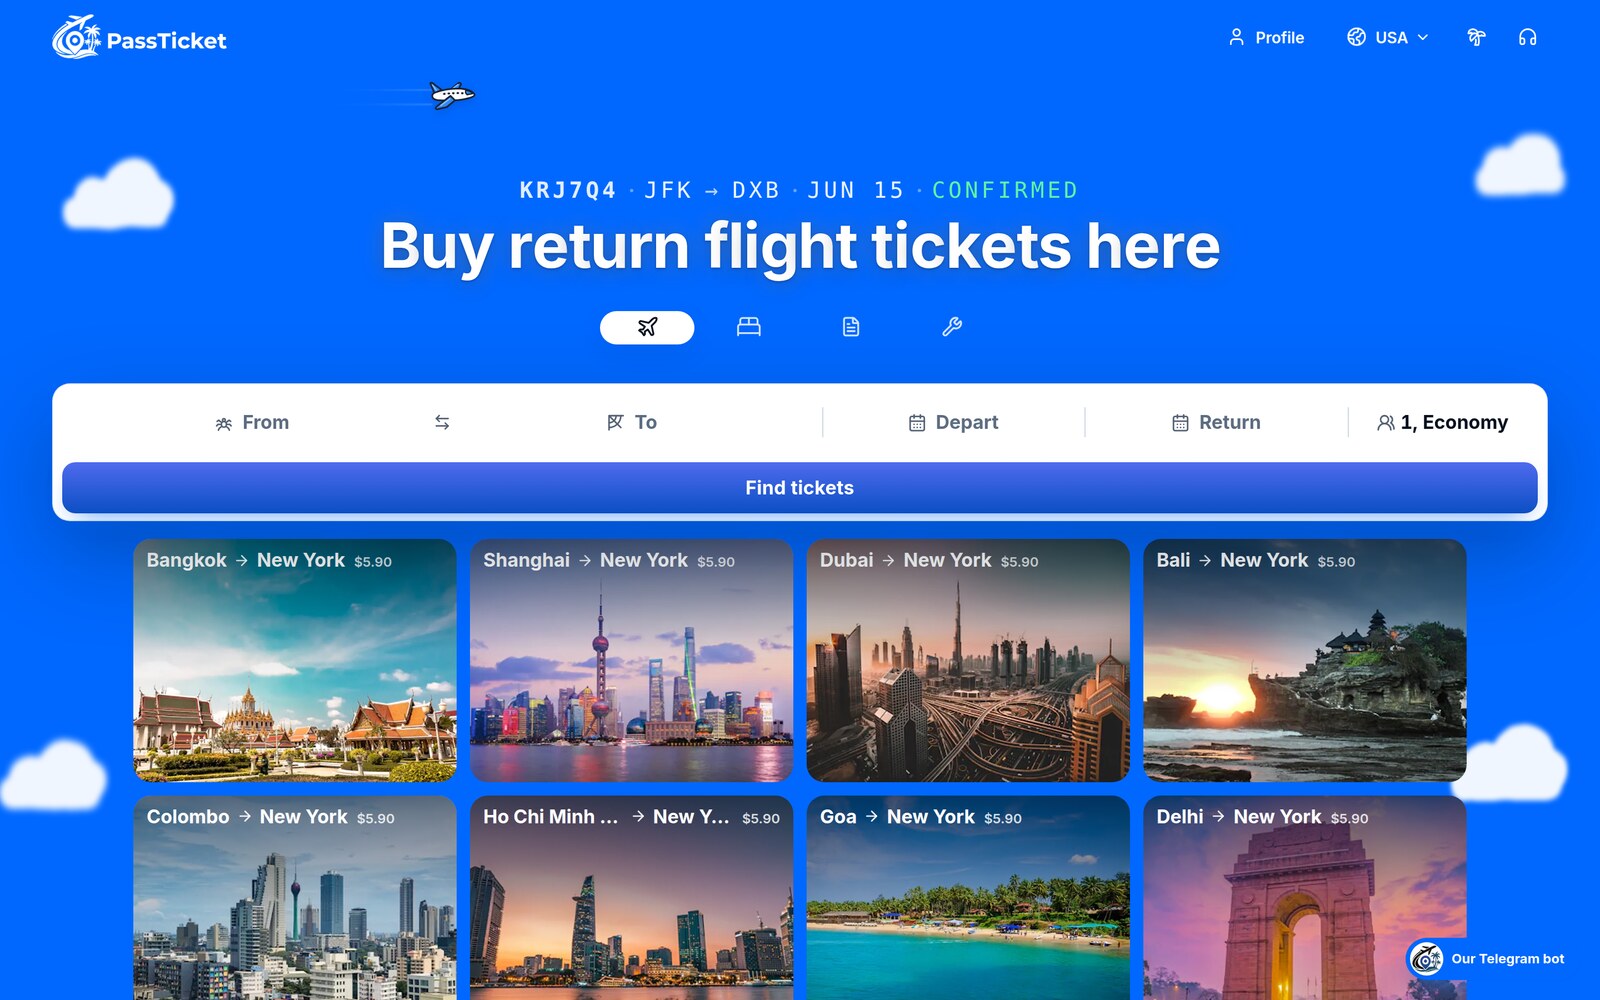 PassTicket
Profile
USA
KRJ7Q4 · JFK → DXB · JUN 15 · CONFIRMED
Buy return flight tickets here
From
To
Depart
Return
1, Economy
Find tickets
Bangkok → New York $5.90
Shanghai → New York $5.90
Dubai → New York $5.90
Bali → New York $5.90
Colombo → New York $5.90
Ho Chi Minh ... → New Y... $5.90
Goa → New York $5.90
Delhi → New York $5.90
Our Telegram bot